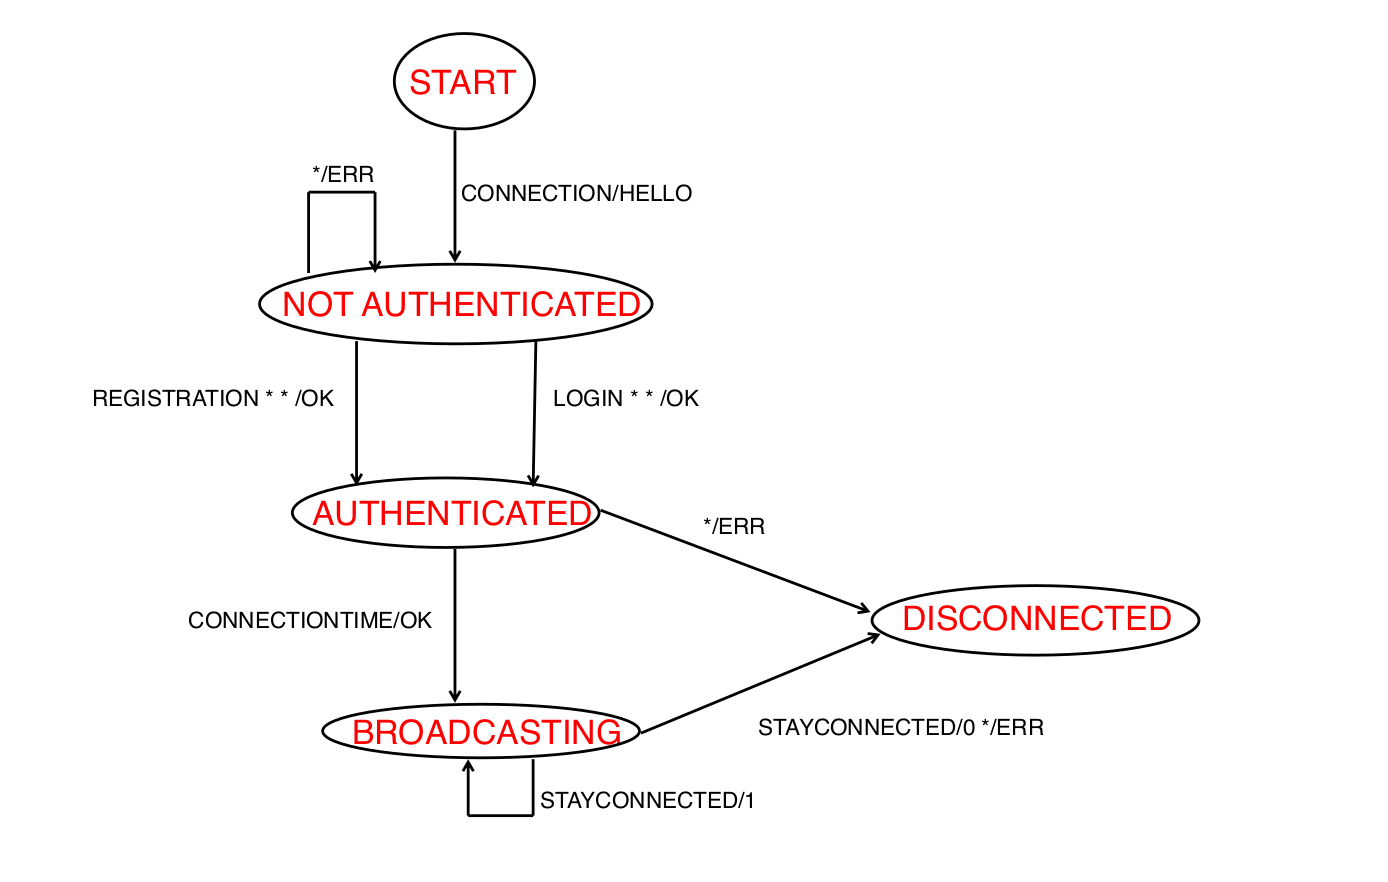 START
*/ERR
CONNECTION/HELLO
NOT AUTHENTICATED
REGISTRATION * * /OK
LOGIN * * /OK
AUTHENTICATED
*/ERR
CONNECTIONTIME/OK
DISCONNECTED
BROADCASTING
STAYCONNECTED/0 */ERR
STAYCONNECTED/1